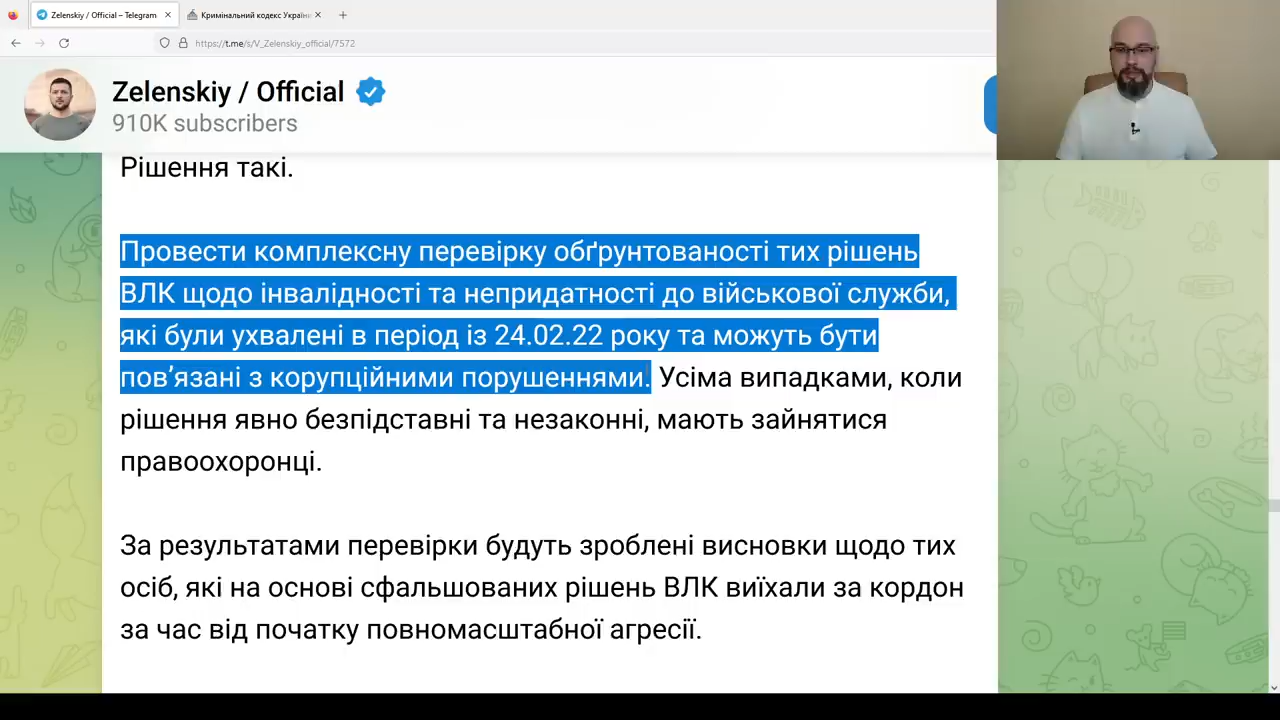 Zelenskiy / Official – Telegram
Кримінальний кодекс Україн
https://t.me/s/V_Zelenskiy_official/7572
Zelenskiy / Official
910K subscribers
Рішення такі.
Провести комплексну перевірку обґрунтованості тих рішень
ВЛК щодо інвалідності та непридатності до військової служби,
які були ухвалені в період із 24.02.22 року та можуть бути
пов’язані з корупційними порушеннями. Усіма випадками, коли
рішення явно безпідставні та незаконні, мають зайнятися
правоохоронці.
За результатами перевірки будуть зроблені висновки щодо тих
осіб, які на основі сфальшованих рішень ВЛК виїхали за кордон
за час від початку повномасштабної агресії.